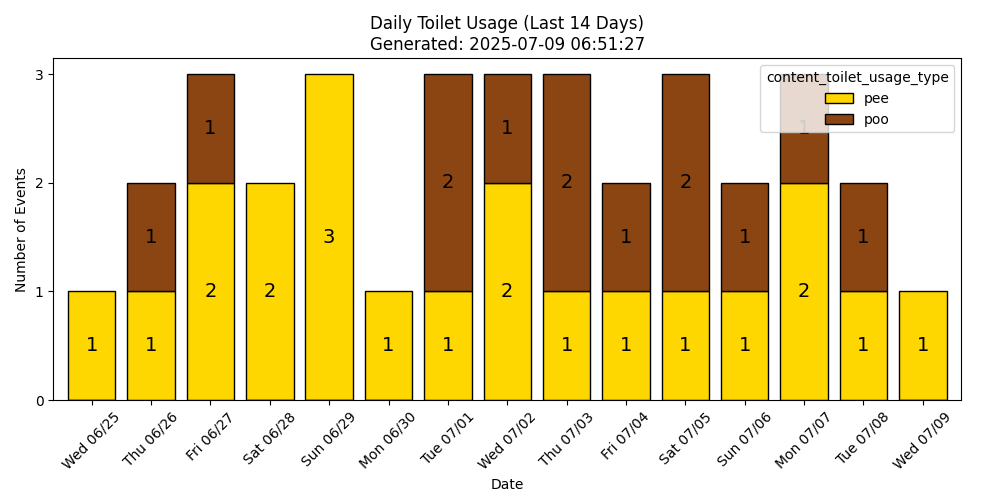 Daily Toilet Usage (Last 14 Days)
Generated: 2025-07-09 06:51:27
content_toilet_usage_type
pee
poo
Number of Events
3
2
1
0
1 1 2 2 3 1 1 2 1 1 1 1 2 1 1
1 1 2 1 2 1 2 1 1 1
Wed 06/25
Thu 06/26
Fri 06/27
Sat 06/28
Sun 06/29
Mon 06/30
Tue 07/01
Wed 07/02
Thu 07/03
Fri 07/04
Sat 07/05
Sun 07/06
Mon 07/07
Tue 07/08
Wed 07/09
Date